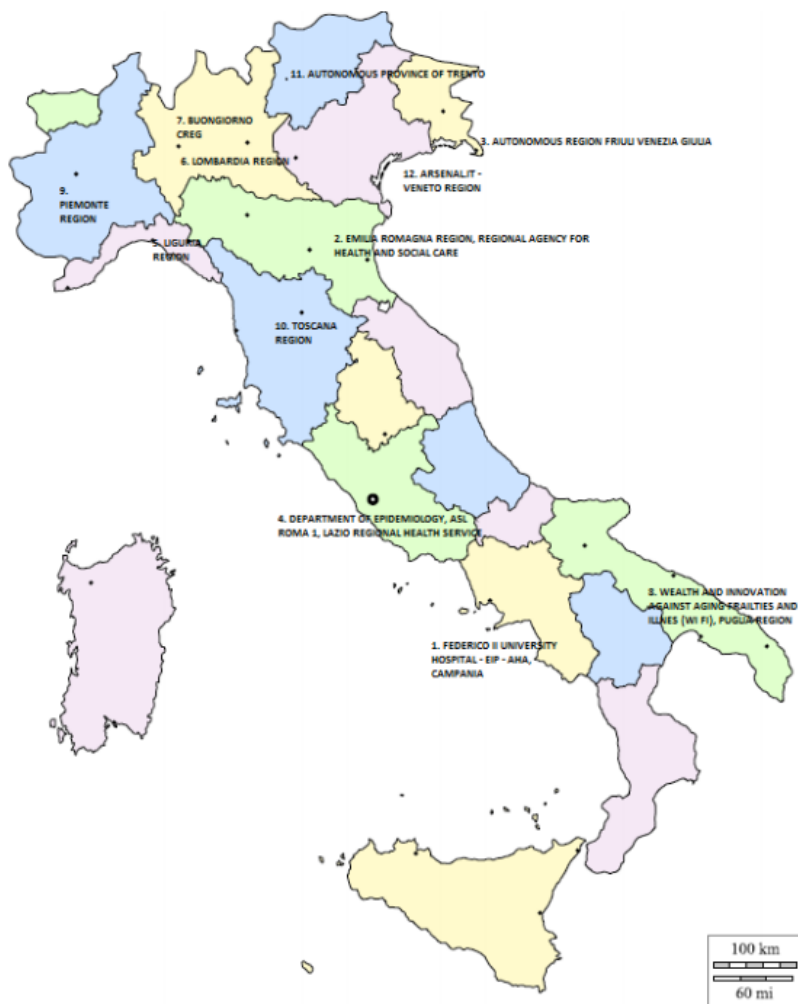 11. AUTONOMOUS PROVINCE OF TRENTO
7. BUONGIORNO
CREG
3. AUTONOMOUS REGION FRIULI VENEZIA GIULIA
6. LOMBARDIA REGION
12. ARSENAL.IT -
VENETO REGION
9.
PIEMONTE
REGION
5. LIGURIA
REGION
2. EMILIA ROMAGNA REGION, REGIONAL AGENCY FOR
HEALTH AND SOCIAL CARE
10. TOSCANA
REGION
4. DEPARTMENT OF EPIDEMIOLOGY, ASL
ROMA 1, LAZIO REGIONAL HEALTH SERVICE
8. WEALTH AND INNOVATION
AGAINST AGING FRAILTIES AND
ILLNES (WI FI), PUGLIA REGION
1. FEDERICO II UNIVERSITY
HOSPITAL - EIP - AHA,
CAMPANIA
100 km
60 mi